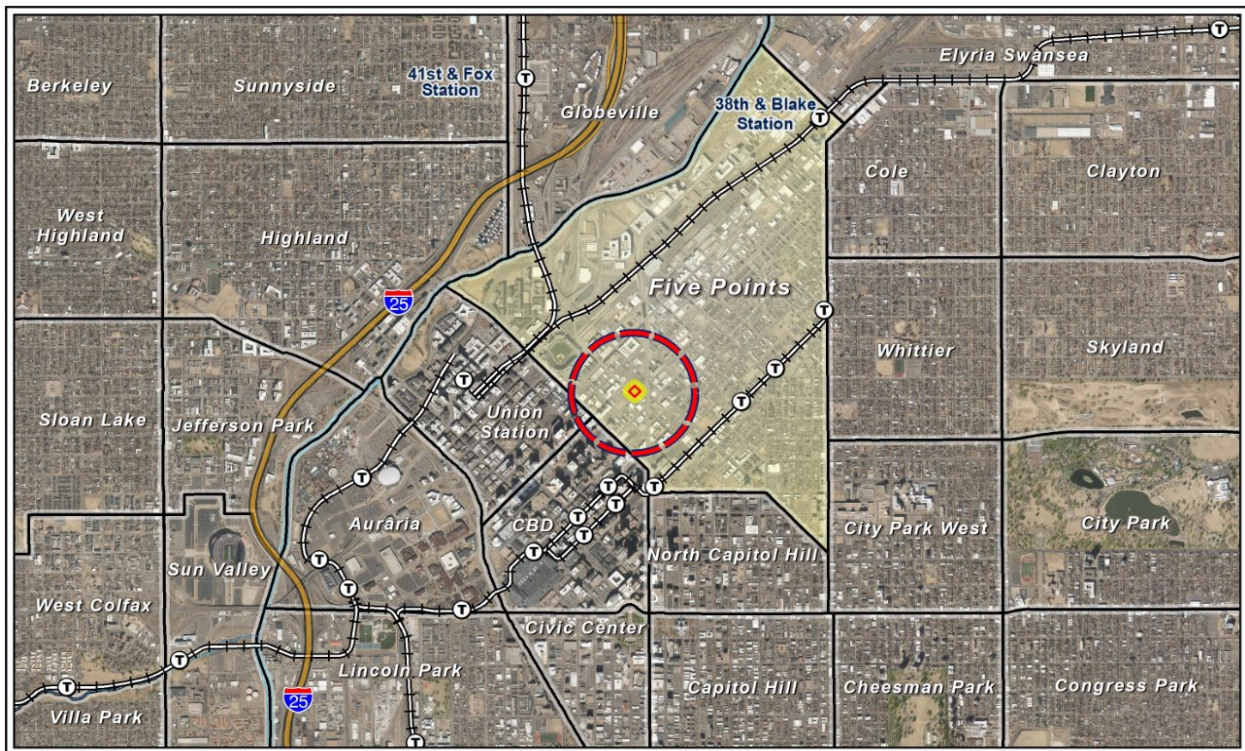 Elyria Swansea
Berkeley
Sunnyside
41st & Fox
Station
Globeville
38th & Blake
Station
T
T
T
Cole
Clayton
West
Highland
Highland
Five Points
25
T
Whittier
Skyland
Sloan Lake
Jefferson Park
Union
Station
T
T
T
Auraria
CBD
T
T
T
T
T
T
North Capitol Hill
City Park West
City Park
Sun Valley
T
T
T
T
West Colfax
Civic Center
T
T
Lincoln Park
Capitol Hill
Cheesman Park
Congress Park
25
Villa Park
T